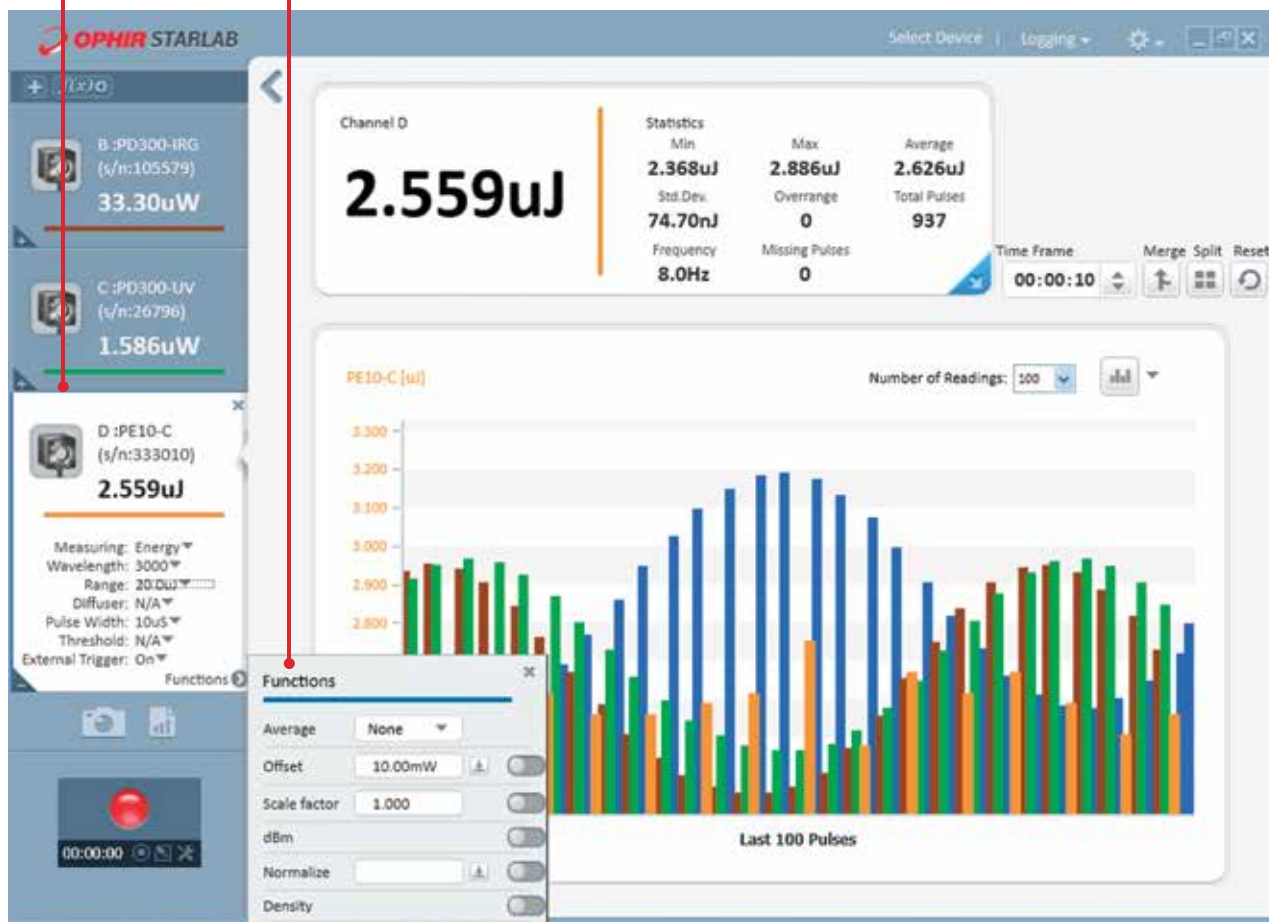 OPHIR STARLAB
Select Device | Logging
f(x)
B :PD300-IRG
(s/n:105579)
33.30uW
C :PD300-UV
(s/n:26796)
1.586uW
D :PE10-C
(s/n:333010)
2.559uJ
Measuring: Energy
Wavelength: 3000
Range: 20.0uJ
Diffuser: N/A
Pulse Width: 10uS
Threshold: N/A
External Trigger: On
Functions
00:00:00
Channel D
2.559uJ
Statistics
Min Max Average
2.368uJ 2.886uJ 2.626uJ
Std.Dev. Overrange Total Pulses
74.70nJ 0 937
Frequency Missing Pulses
8.0Hz 0
Time Frame Merge Split Reset
00:00:10
PE10-C [uJ]
Number of Readings: 100
3.300
3.200
3.100
3.000
2.900
2.800
Last 100 Pulses
Functions
Average None
Offset 10.00mW
Scale factor 1.000
dBm
Normalize
Density